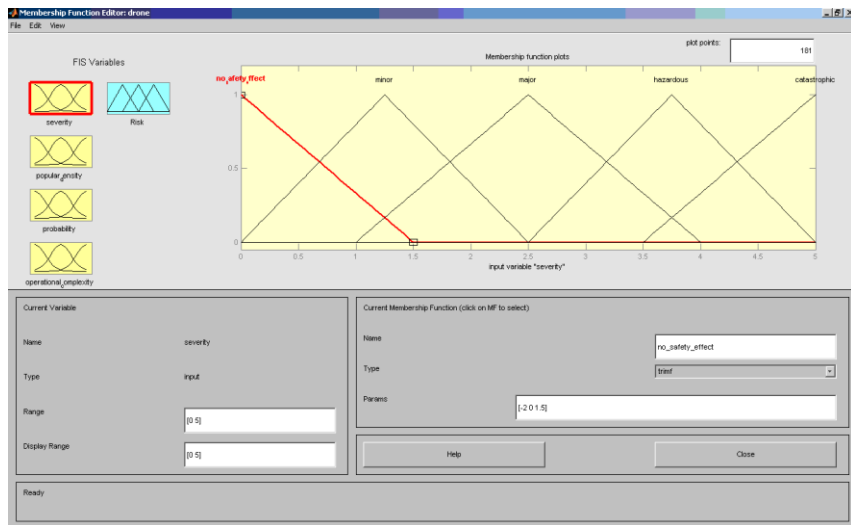 Membership Function Editor: drone
File Edit View
FIS Variables
plot points:
181
Membership function plots
no_safety_effect
minor
major
hazardous
catastrophic
severity
Risk
popular_density
probability
operational_complexity
1
0.5
0
0
0.5
1
1.5
2
2.5
3
3.5
4
4.5
5
input variable "severity"
Current Variable
Name
severity
Type
input
Range
[0 5]
Display Range
[0 5]
Current Membership Function (click on MF to select)
Name
no_safety_effect
Type
trimf
Params
[-2 0 1.5]
Help
Close
Ready